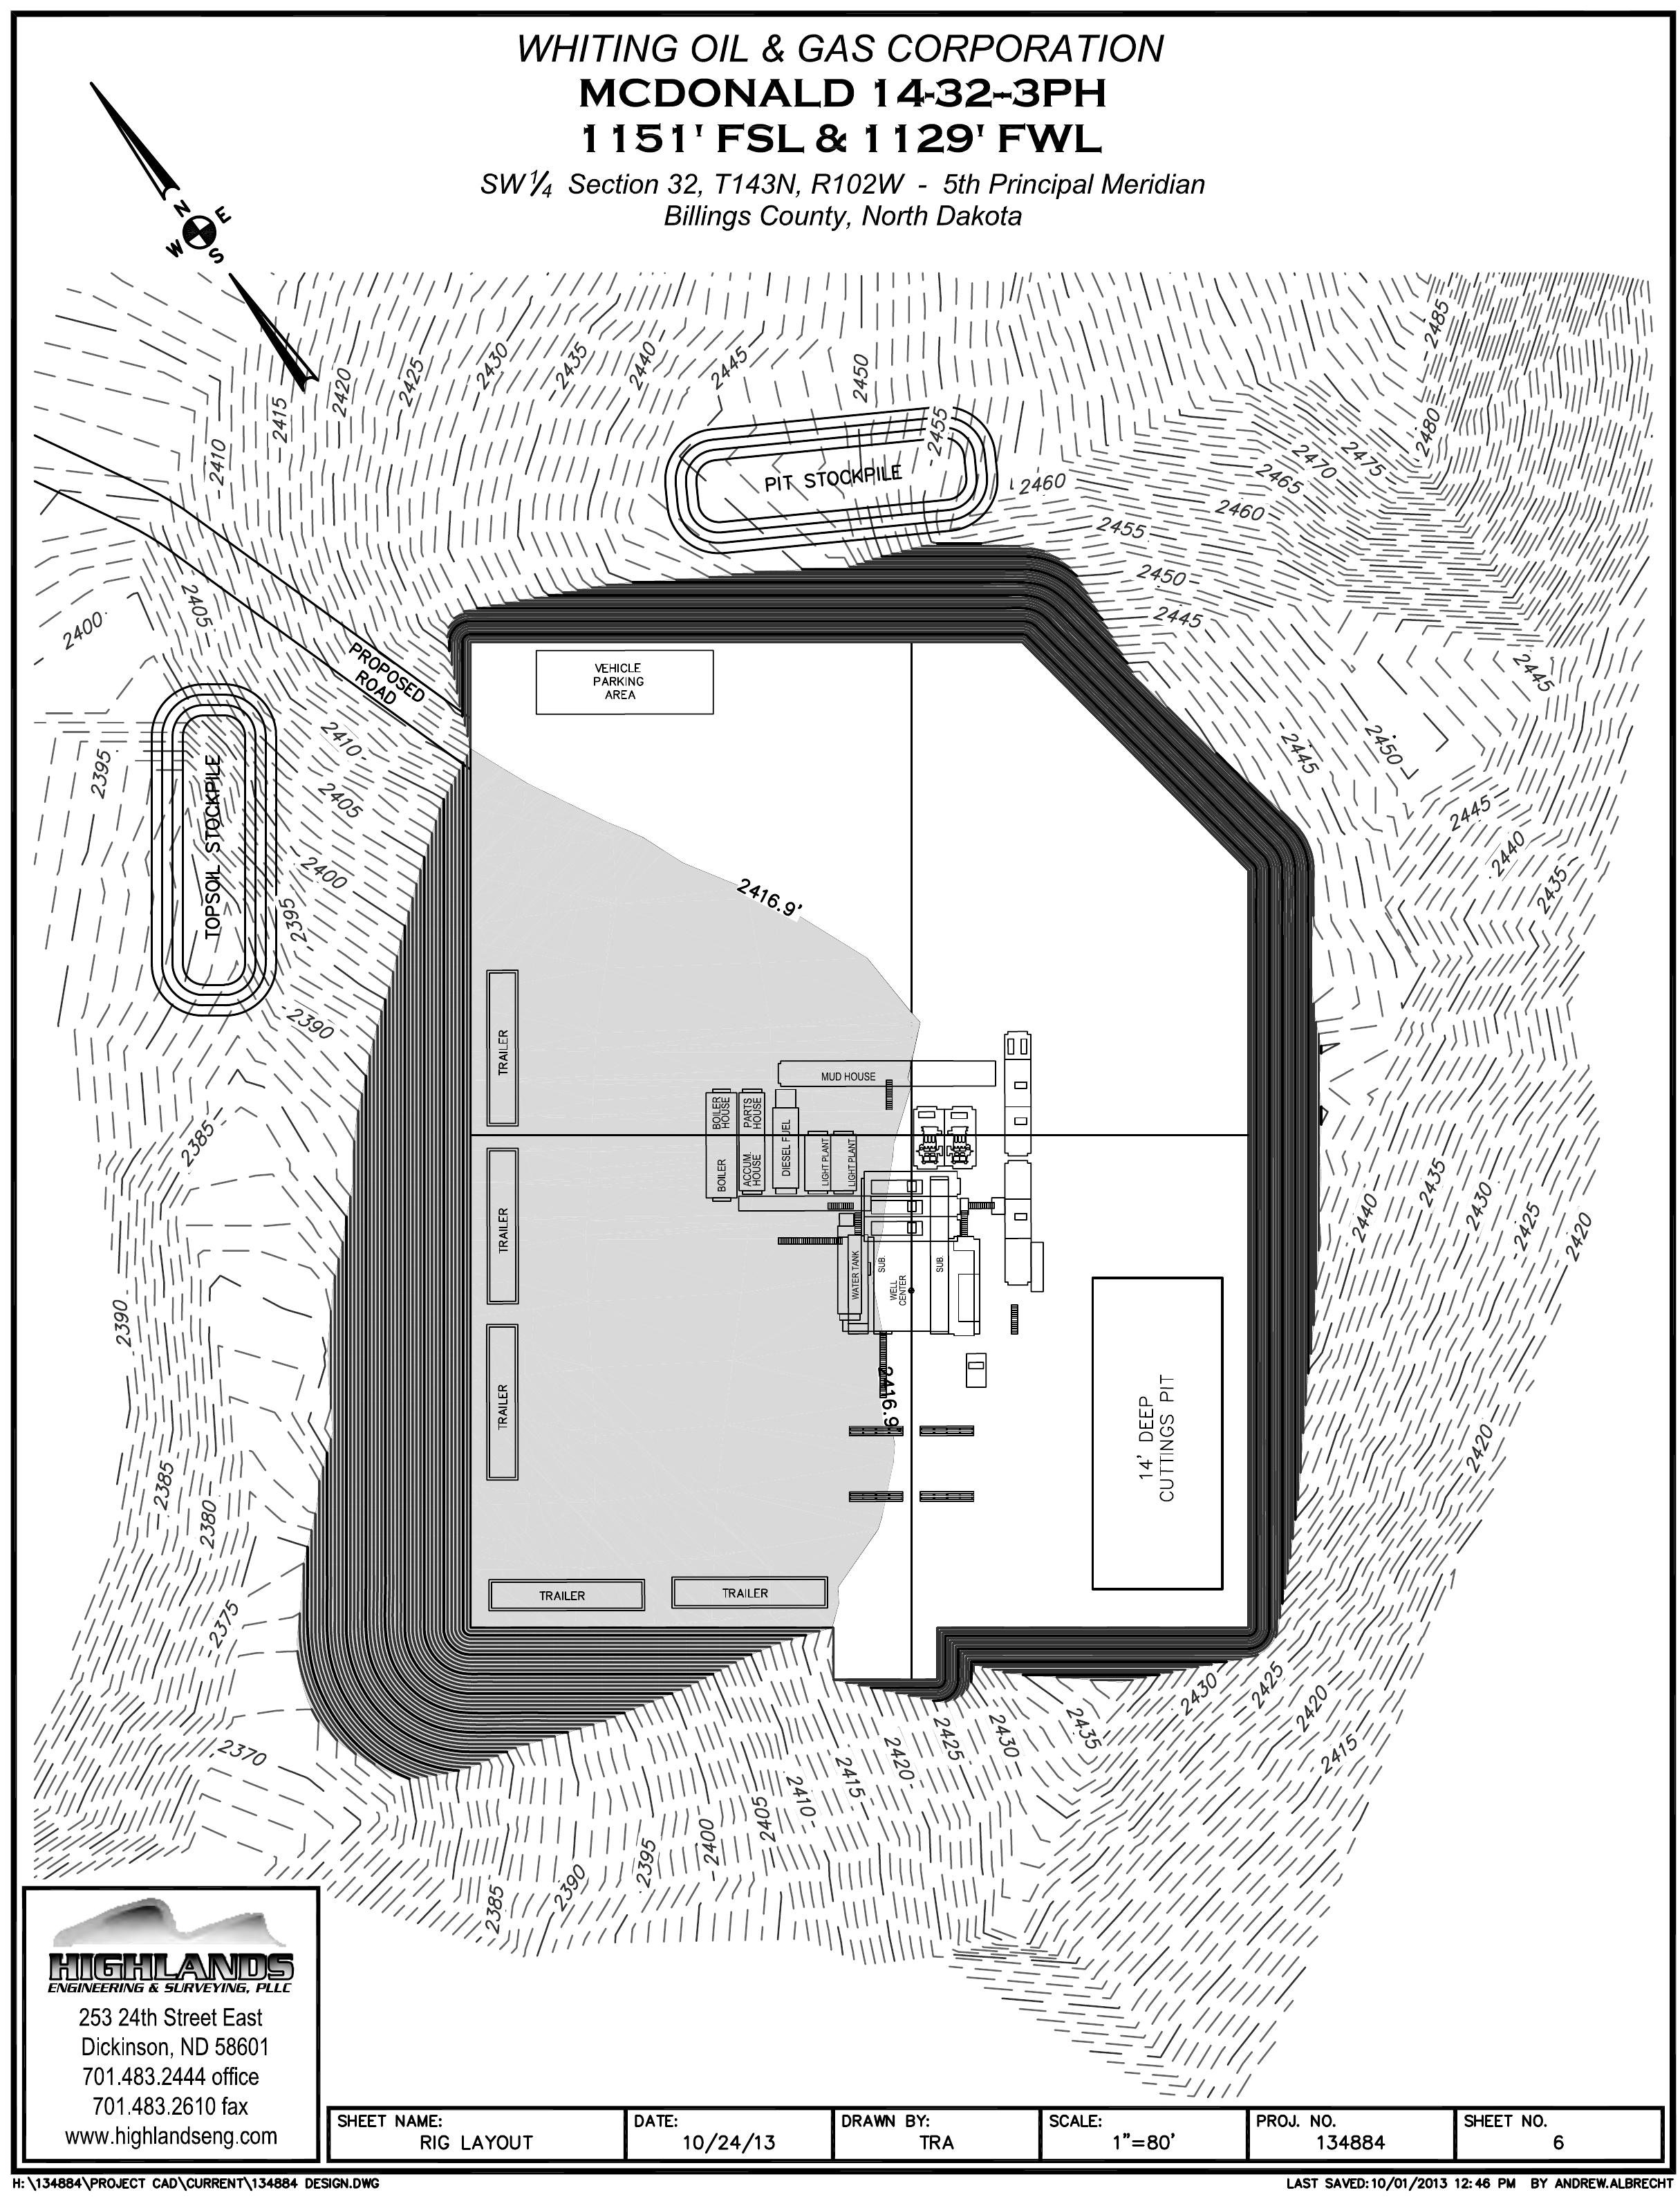 WHITING OIL & GAS CORPORATION
MCDONALD 14-32-3PH
1151' FSL & 1129' FWL
SW 1/4 Section 32, T143N, R102W - 5th Principal Meridian
Billings County, North Dakota
N
E
W
S
2410
2415
2420
2425
2430
2435
2440
2445
2450
2455
2485
2480
2475
2470
2465
2460
2460
2455
2450
2445
PIT STOCKPILE
2400
2405
PROPOSED
ROAD
VEHICLE
PARKING
AREA
2445
2450
2445
2445
2440
2435
2395
2410
2405
2400
2395
2390
TOPSOIL STOCKPILE
2416.9'
TRAILER
TRAILER
TRAILER
MUD HOUSE
BOILER
HOUSE
PARTS
HOUSE
BOILER
ACCUM.
HOUSE
DIESEL FUEL
LIGHT PLANT
LIGHT PLANT
WATER TANK
SUB.
WELL
CENTER
SUB.
2416.9'
14' DEEP
CUTTINGS PIT
TRAILER
TRAILER
2385
2390
2385
2380
2375
2370
2440
2435
2430
2425
2420
2420
2385
2390
2395
2400
2405
2410
2415
2420
2425
2430
2435
2430
2425
2420
2415
HIGHLANDS
ENGINEERING & SURVEYING, PLLC
253 24th Street East
Dickinson, ND 58601
701.483.2444 office
701.483.2610 fax
www.highlandseng.com
SHEET NAME:
RIG LAYOUT
DATE:
10/24/13
DRAWN BY:
TRA
SCALE:
1"=80'
PROJ. NO.
134884
SHEET NO.
6
H:\134884\PROJECT CAD\CURRENT\134884 DESIGN.DWG
LAST SAVED:10/01/2013 12:46 PM BY ANDREW.ALBRECHT